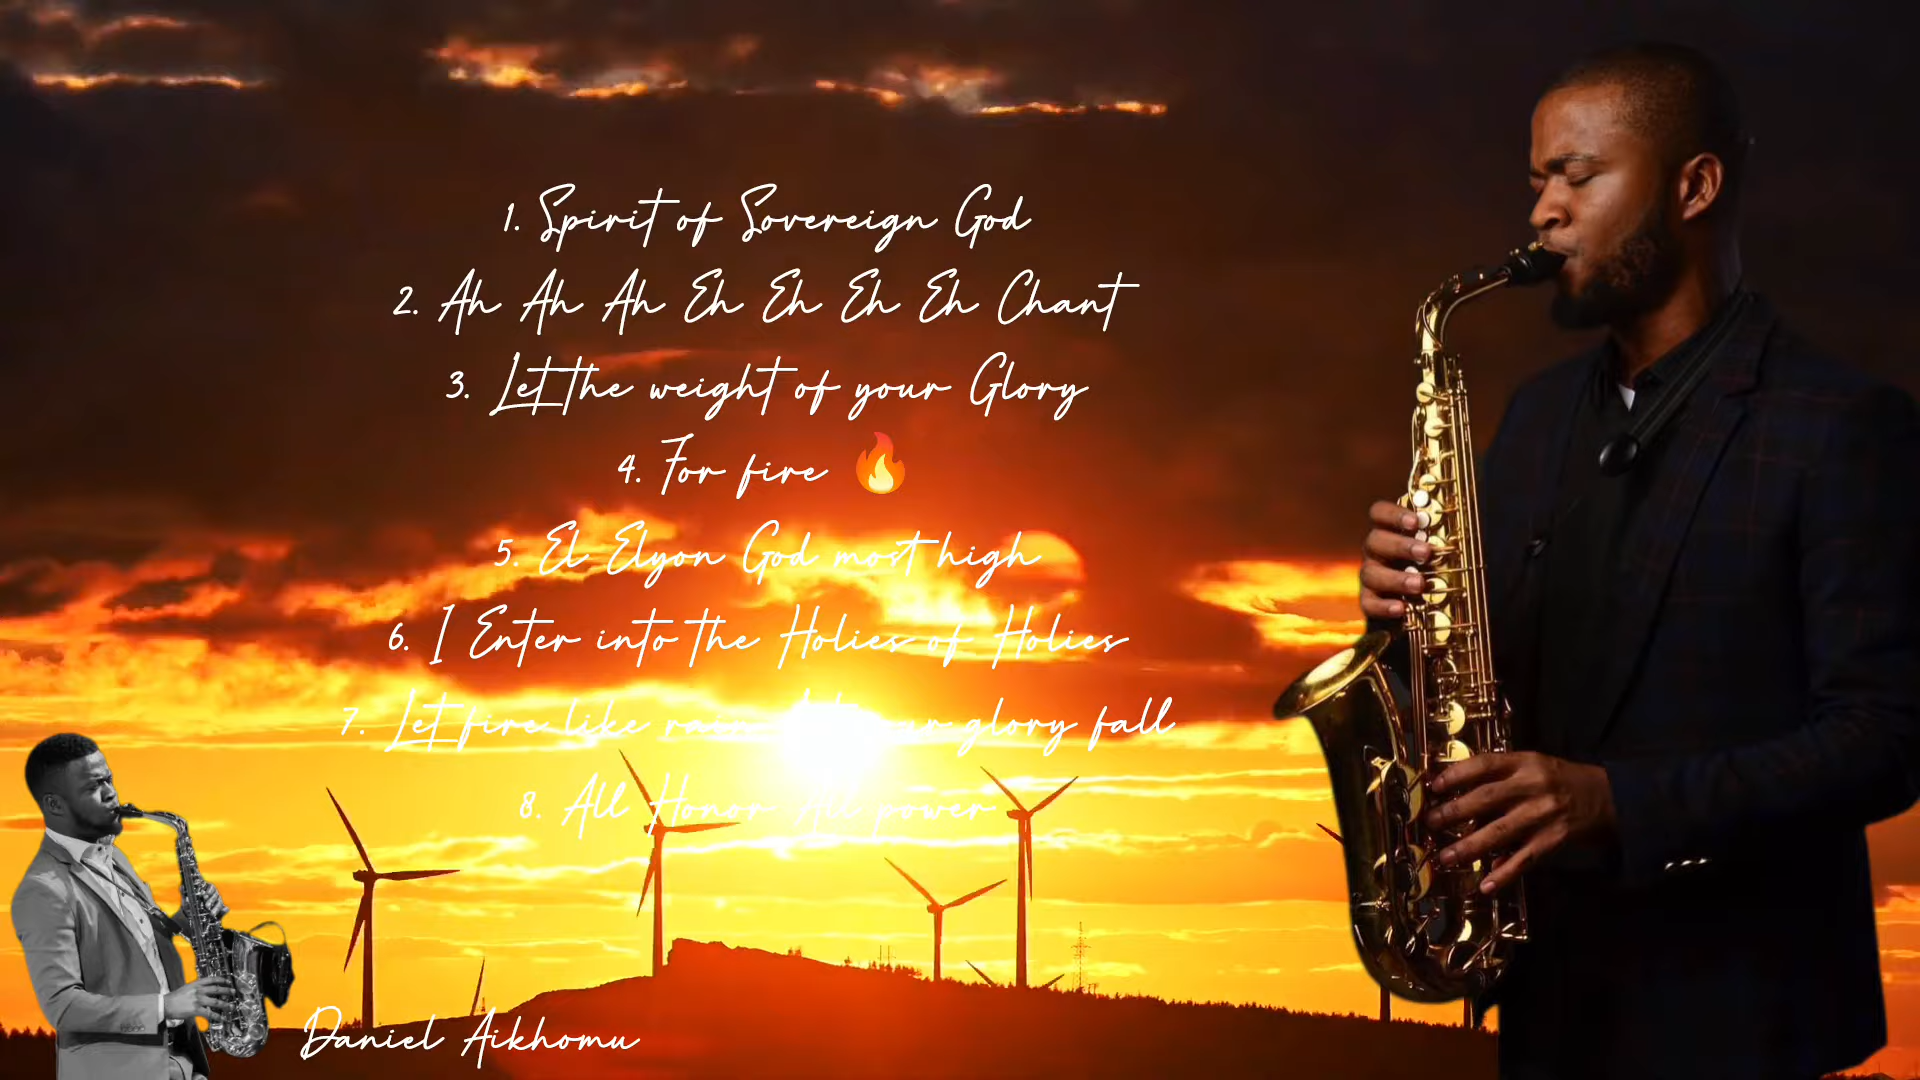 1. Spirit of Sovereign God
2. Ah Ah Ah Eh Eh Eh Eh Chant
3. Let the weight of your Glory
4. For fire 🔥
5. El Elyon God most high
6. I Enter into the Holies of Holies
7. Let fire like rain glory fall
8. All Honor All power
Daniel Aikhomu